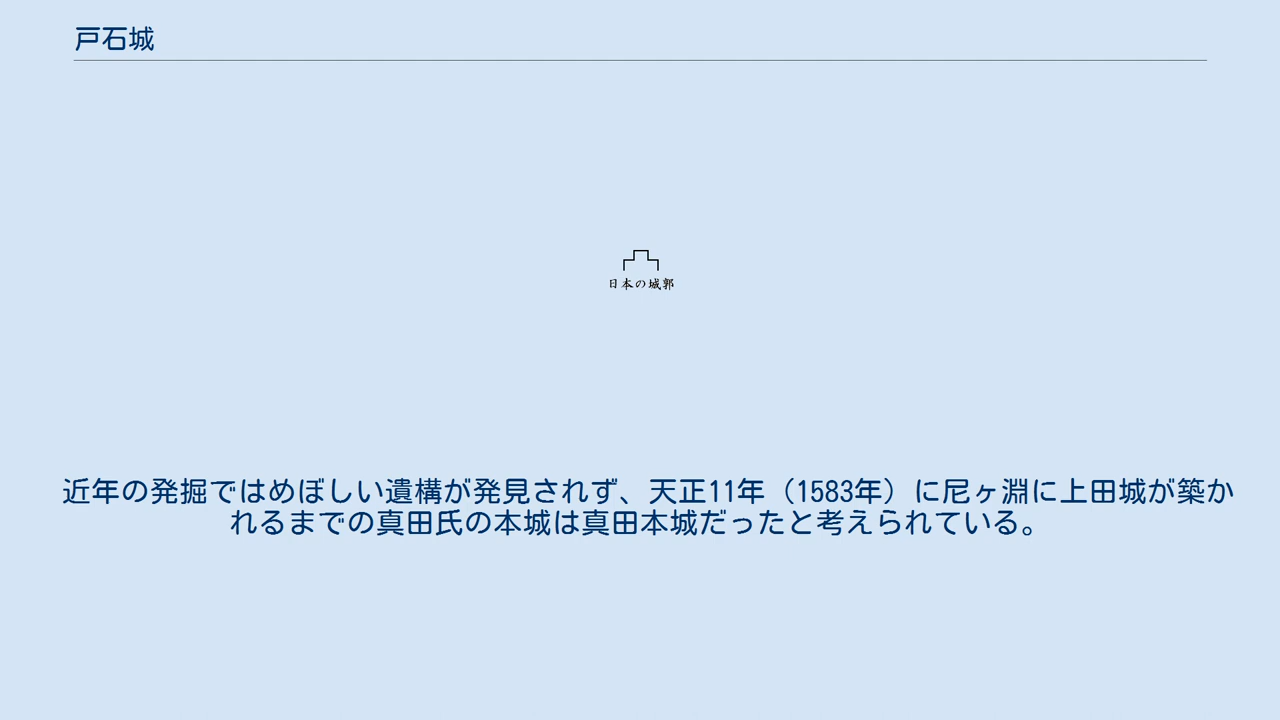 戸石城
日本の城郭
近年の発掘ではめぼしい遺構が発見されず、天正11年（1583年）に尼ヶ淵に上田城が築か
れるまでの真田氏の本城は真田本城だったと考えられている。